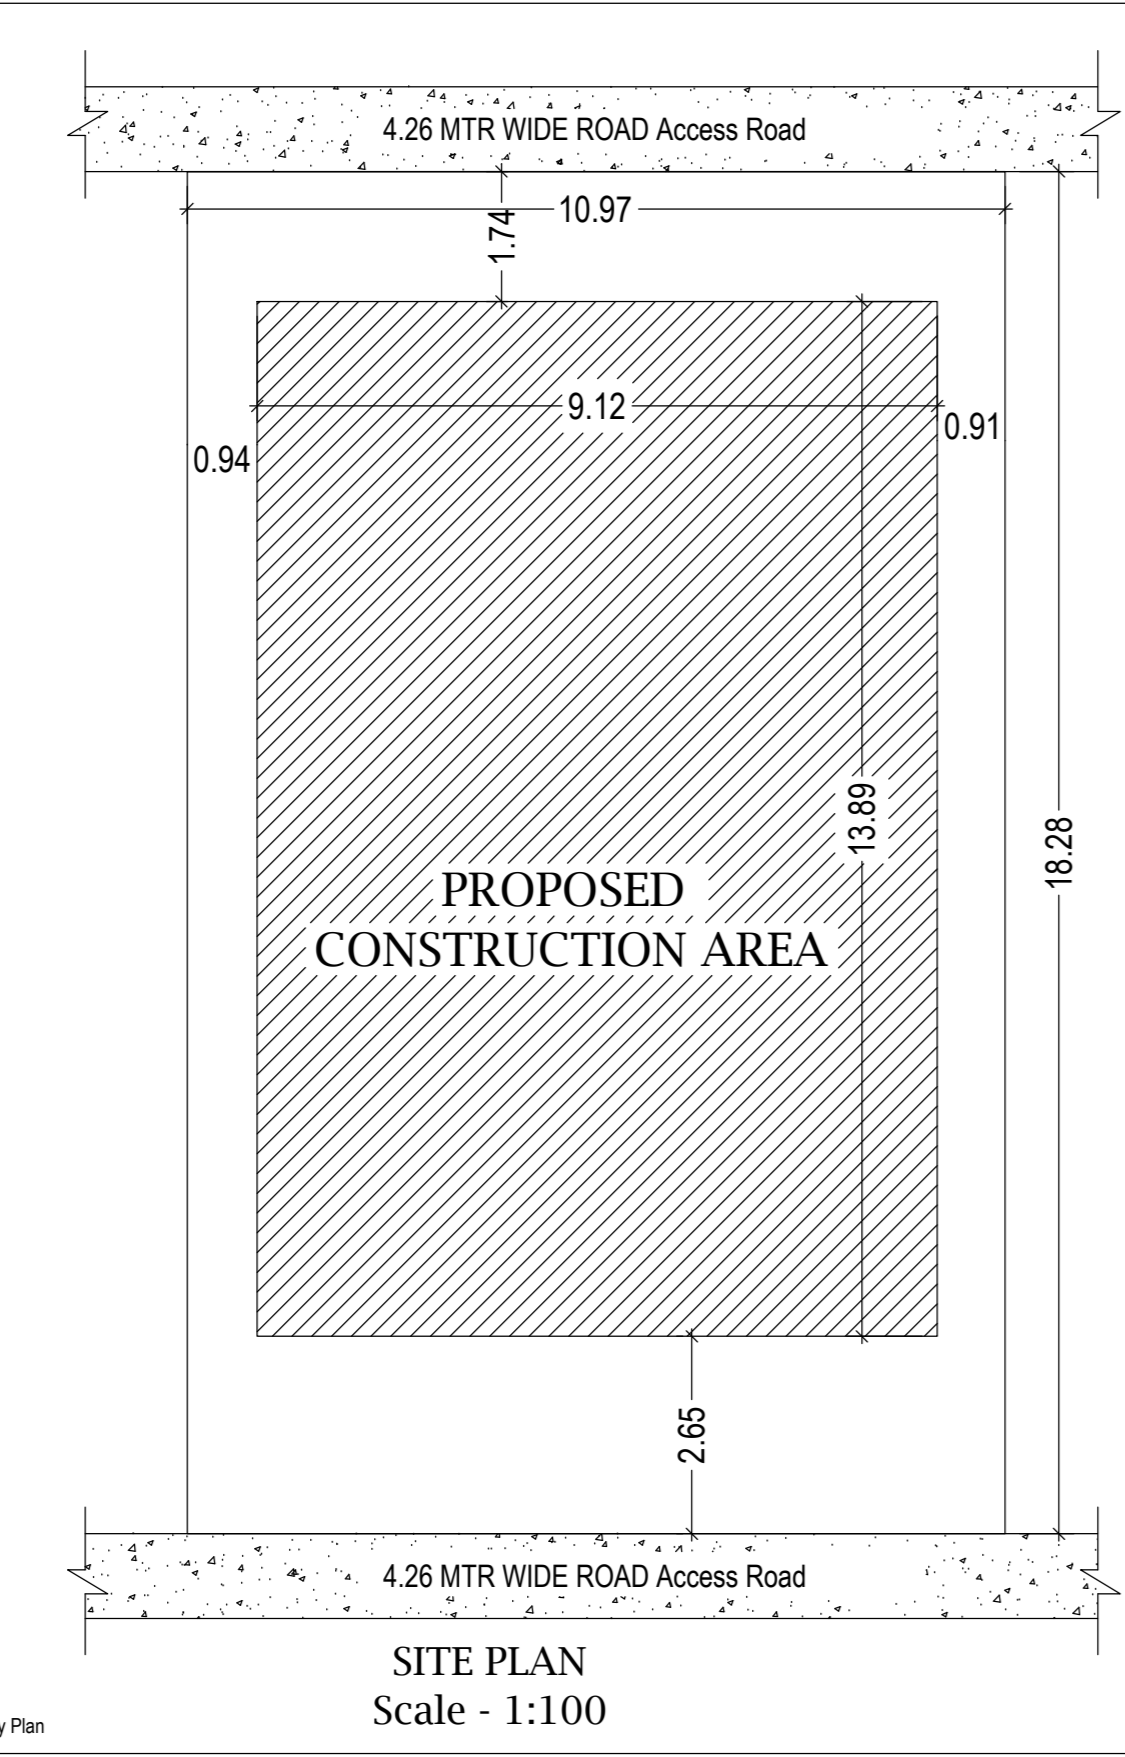 4.26 MTR WIDE ROAD Access Road
10.97
1.74
9.12
0.91
0.94
13.89
18.28
PROPOSED
CONSTRUCTION AREA
2.65
4.26 MTR WIDE ROAD Access Road
SITE PLAN
Scale - 1:100
y Plan